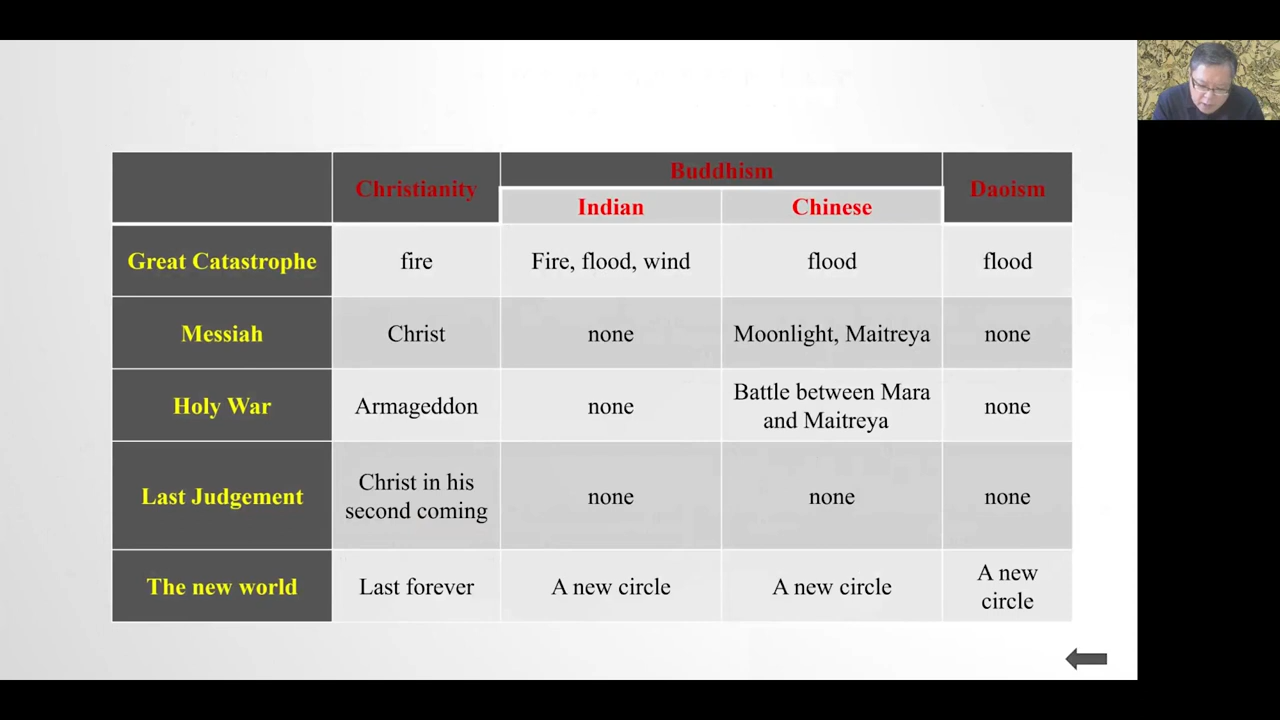 Christianity
Buddhism
Daoism
Indian
Chinese
Great Catastrophe
fire
Fire, flood, wind
flood
flood
Messiah
Christ
none
Moonlight, Maitreya
none
Holy War
Armageddon
none
Battle between Mara
and Maitreya
none
Last Judgement
Christ in his
second coming
none
none
none
The new world
Last forever
A new circle
A new circle
A new
circle